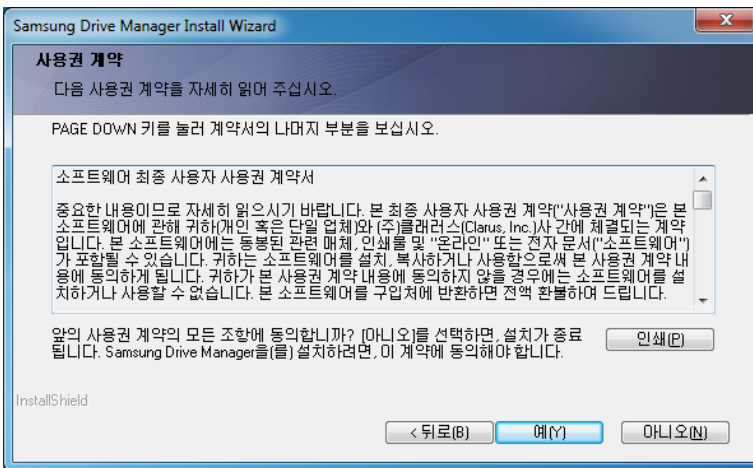 Samsung Drive Manager Install Wizard
사용권 계약
다음 사용권 계약을 자세히 읽어 주십시오.
PAGE DOWN 키를 눌러 계약서의 나머지 부분을 보십시오.
소프트웨어 최종 사용자 사용권 계약서
중요한 내용이므로 자세히 읽으시기 바랍니다. 본 최종 사용자 사용권 계약("사용권 계약")은 본
소프트웨어에 관해 귀하(개인 혹은 단일 업체)와 (주)클래러스(Clarus, Inc.)사 간에 체결되는 계약
입니다. 본 소프트웨어에는 동봉된 관련 매체, 인쇄물 및 "온라인" 또는 전자 문서("소프트웨어")
가 포함될 수 있습니다. 귀하는 소프트웨어를 설치, 복사하거나 사용함으로써 본 사용권 계약 내
용에 동의하게 됩니다. 귀하가 본 사용권 계약 내용에 동의하지 않을 경우에는 소프트웨어를 설
치하거나 사용할 수 없습니다. 본 소프트웨어를 구입처에 반환하면 전액 환불하여 드립니다.
앞의 사용권 계약의 모든 조항에 동의합니까? [아니오]를 선택하면, 설치가 종료
됩니다. Samsung Drive Manager을(를) 설치하려면, 이 계약에 동의해야 합니다.
인쇄(P)
InstallShield
< 뒤로(B)
예(Y)
아니오(N)